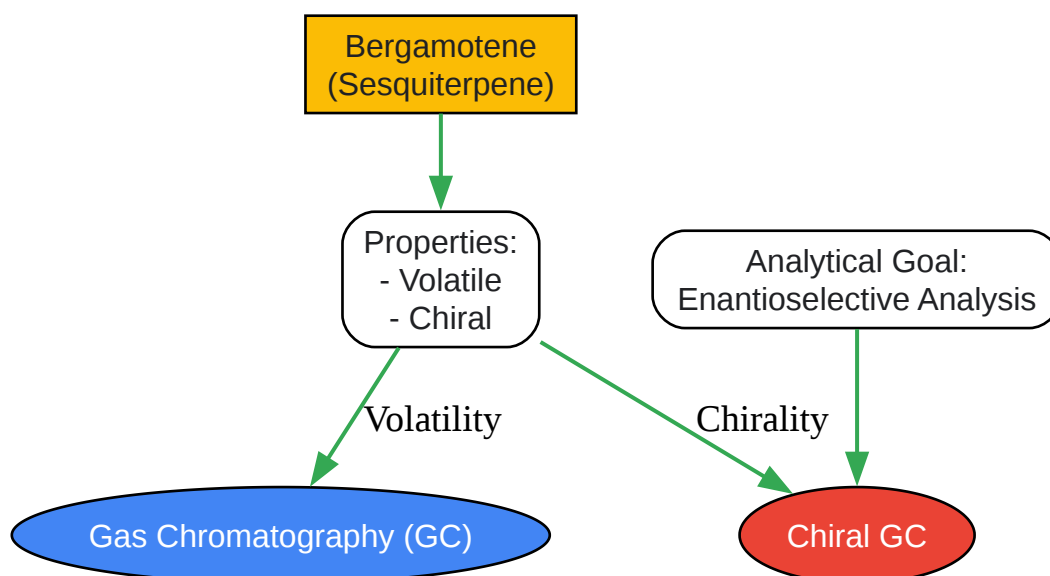 Bergamotene
(Sesquiterpene)
Properties:
- Volatile
- Chiral
Analytical Goal:
Enantioselective Analysis
Volatility
Chirality
Gas Chromatography (GC)
Chiral GC